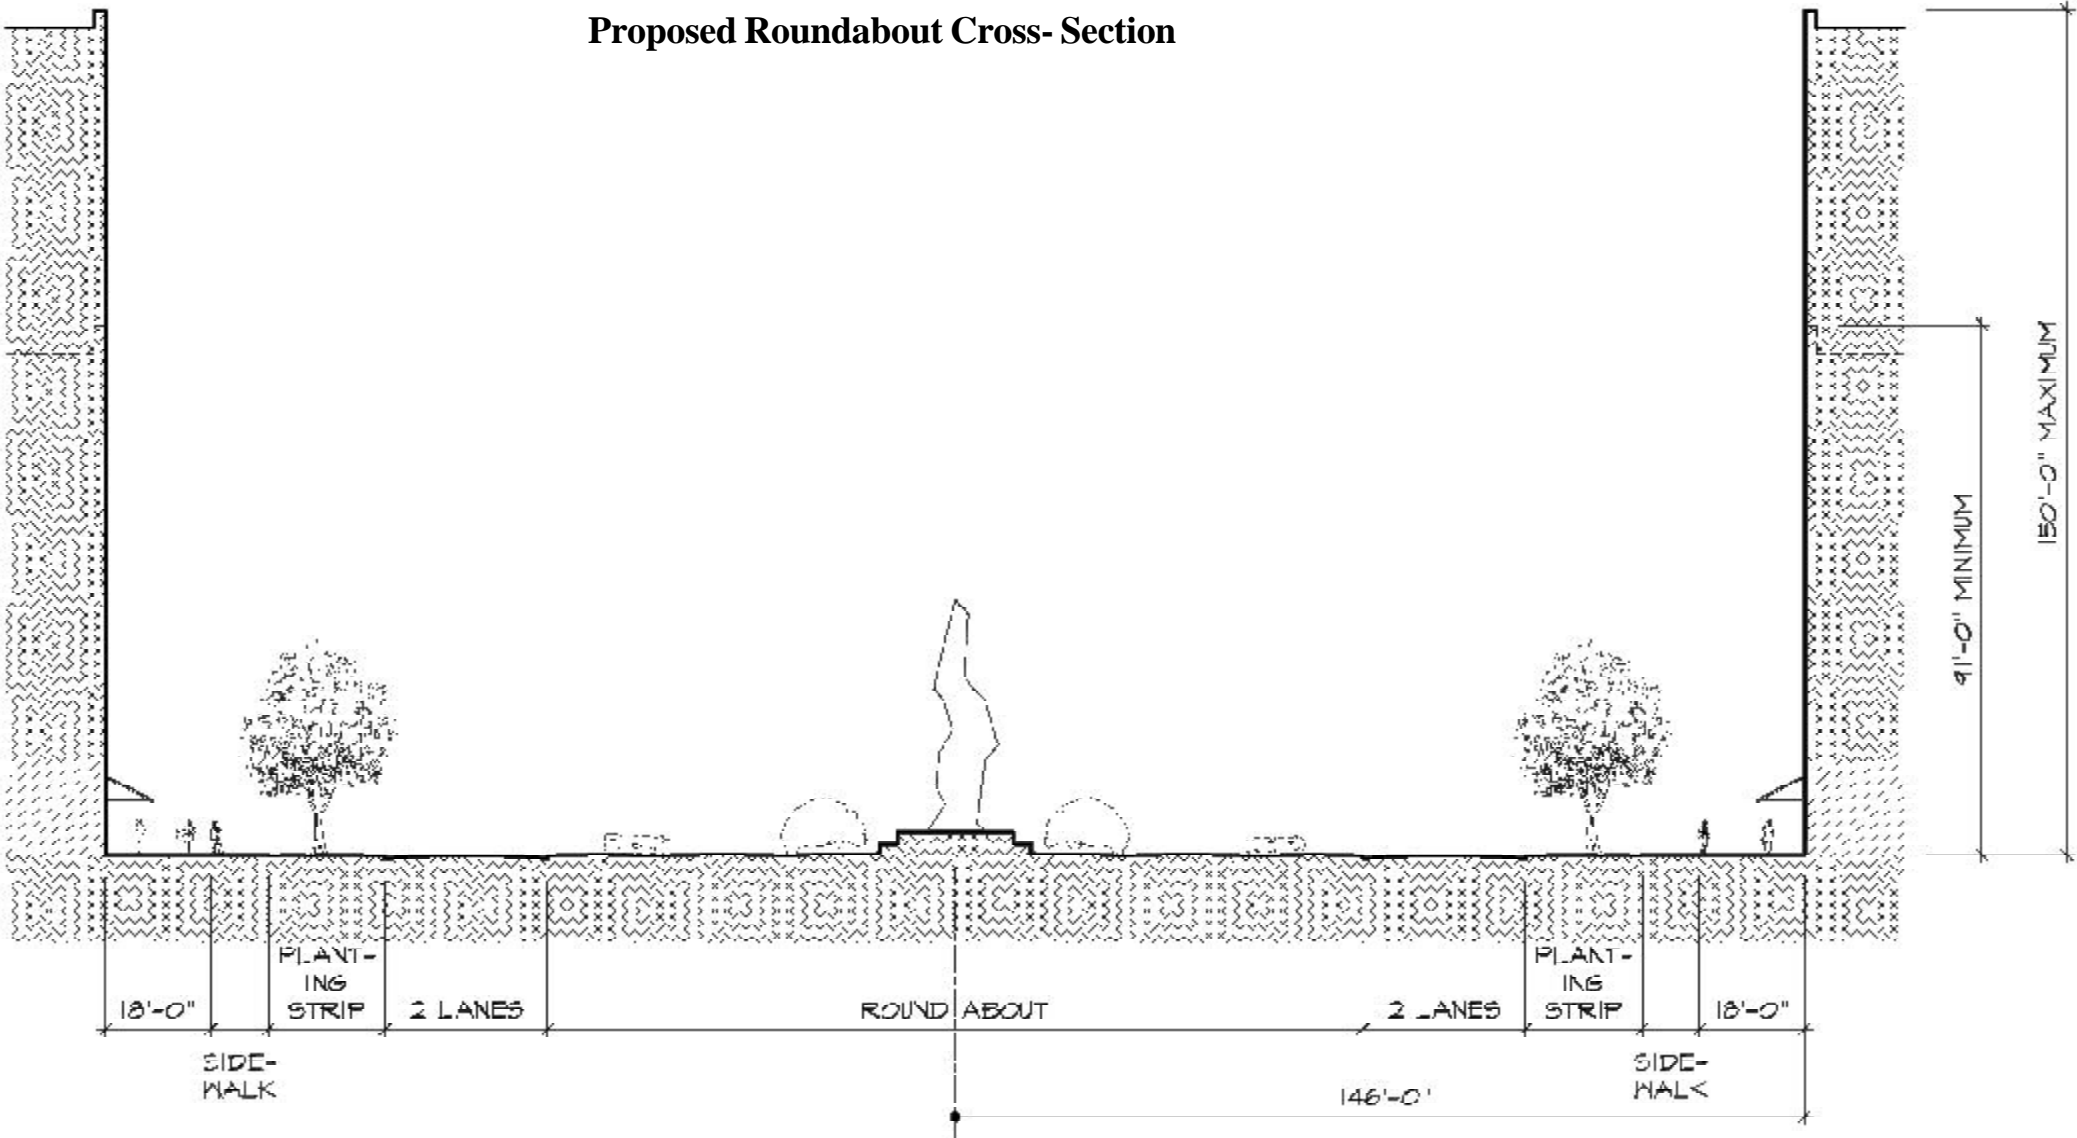 Proposed Roundabout Cross- Section
150'-0" MAXIMUM
91'-0" MINIMUM
PLANT-
ING
STRIP
PLANT-
ING
STRIP
18'-0"
2 LANES
ROUND ABOUT
2 LANES
18'-0"
SIDE-
WALK
SIDE-
WALK
146'-0"